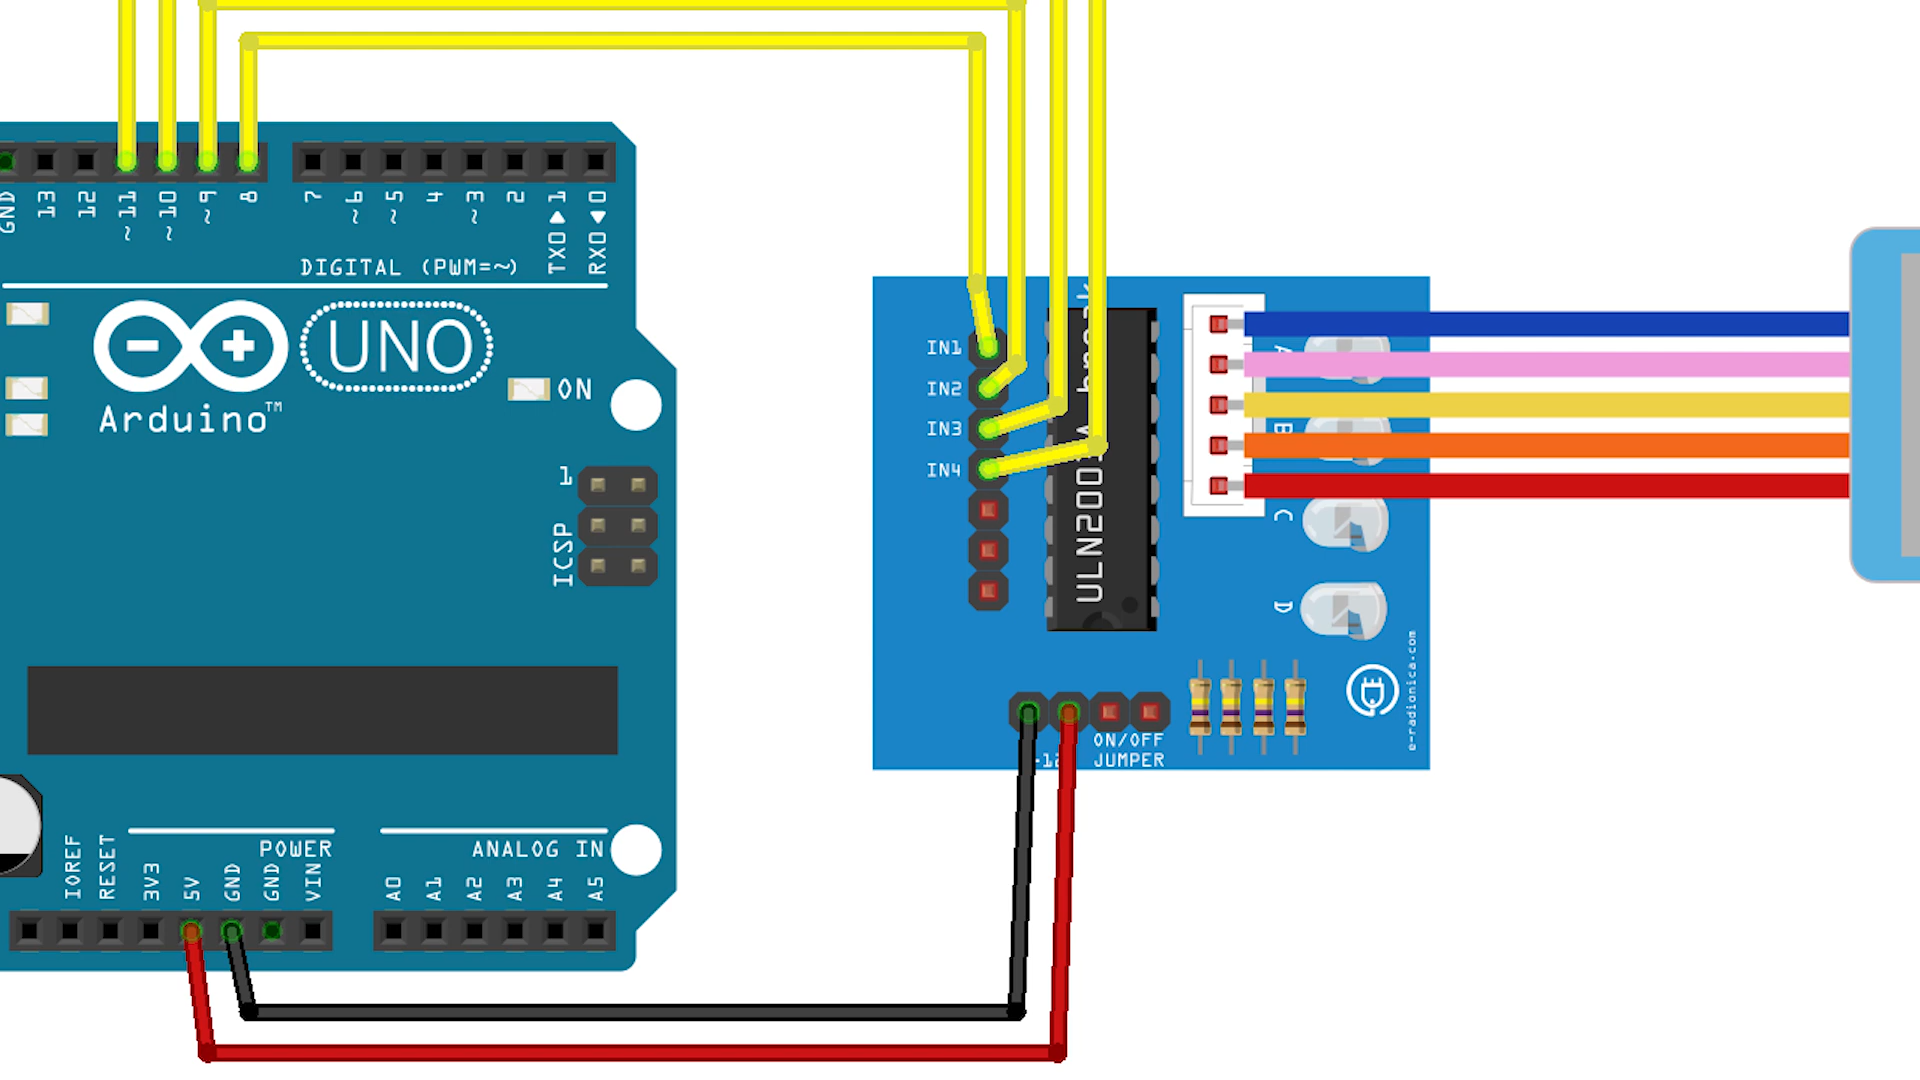 GND
13
12
~11
~10
~9
8
7
~6
~5
4
~3
2
TX0▶1
RX0◀0
DIGITAL (PWM=~)
UNO
Arduino™
ON
1
ICSP
POWER
ANALOG IN
IOREF
RESET
3V3
5V
GND
GND
VIN
A0
A1
A2
A3
A4
A5
IN1
IN2
IN3
IN4
A
B
C
D
ON/OFF
JUMPER
e-radionica.com